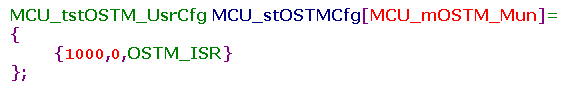 MCU_tstOSTM_UsrCfg MCU_stOSTMCfg[MCU_mOSTM_Mun]=
{
{1000,0,OSTM_ISR}
};